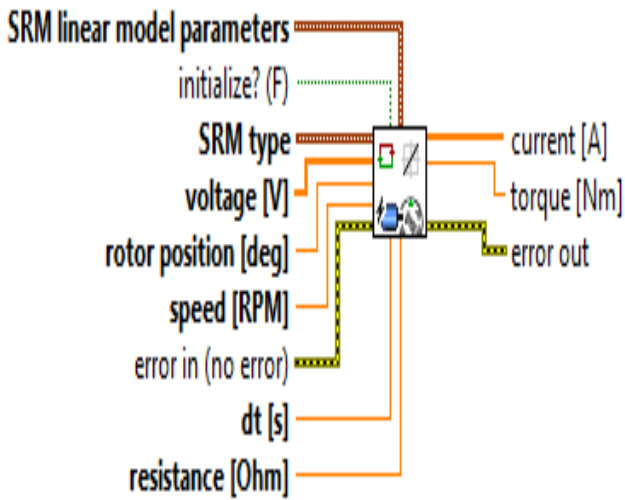 SRM linear model parameters
initialize? (F)
SRM type
voltage [V]
rotor position [deg]
speed [RPM]
error in (no error)
dt [s]
resistance [Ohm]
current [A]
torque [Nm]
error out